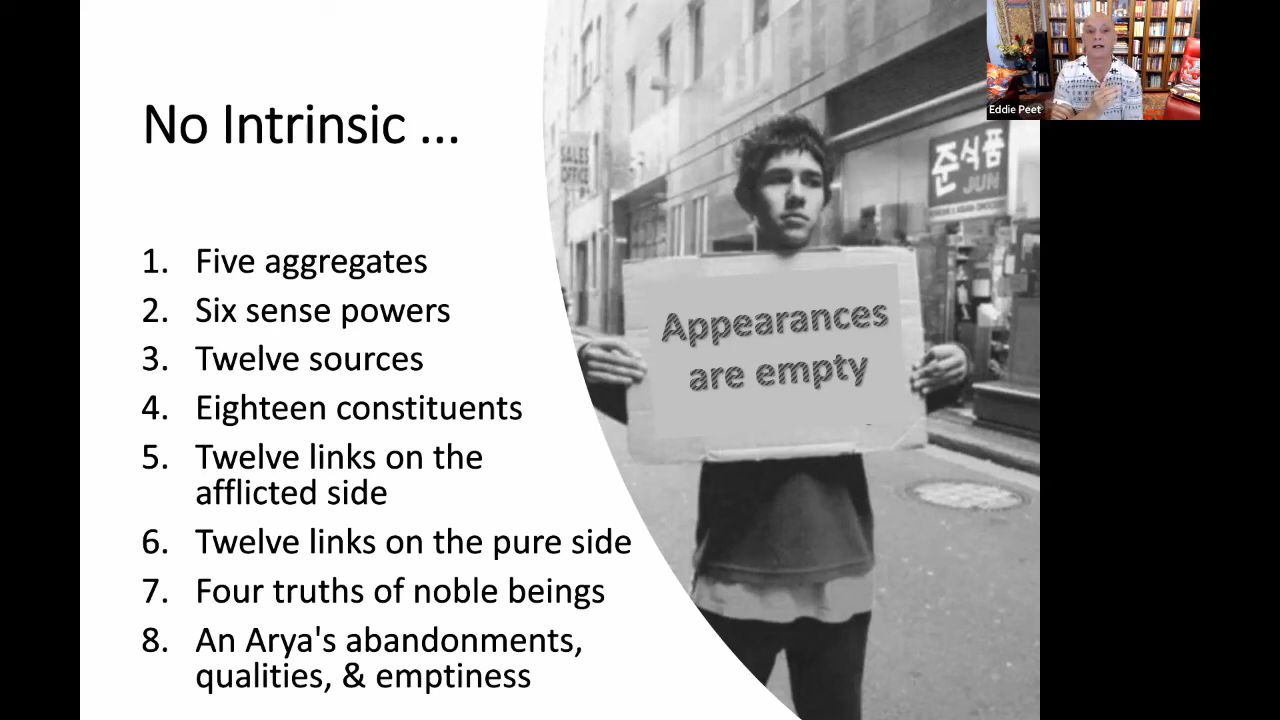 No Intrinsic ...
1. Five aggregates
2. Six sense powers
3. Twelve sources
4. Eighteen constituents
5. Twelve links on the
afflicted side
6. Twelve links on the pure side
7. Four truths of noble beings
8. An Arya's abandonments,
qualities, & emptiness
SALES
OFFICE
Appearances
are empty
준식품
JUN
Eddie Peet